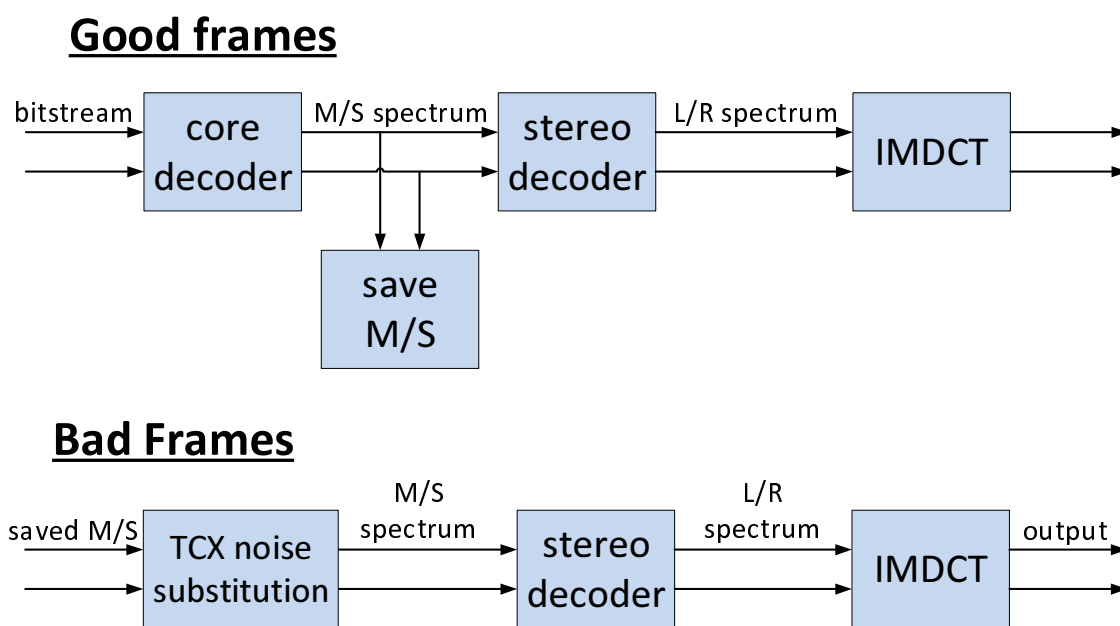 Good frames
bitstream
core
decoder
M/S spectrum
stereo
decoder
L/R spectrum
IMDCT
save
M/S
Bad Frames
saved M/S
TCX noise
substitution
M/S
spectrum
stereo
decoder
L/R
spectrum
IMDCT
output